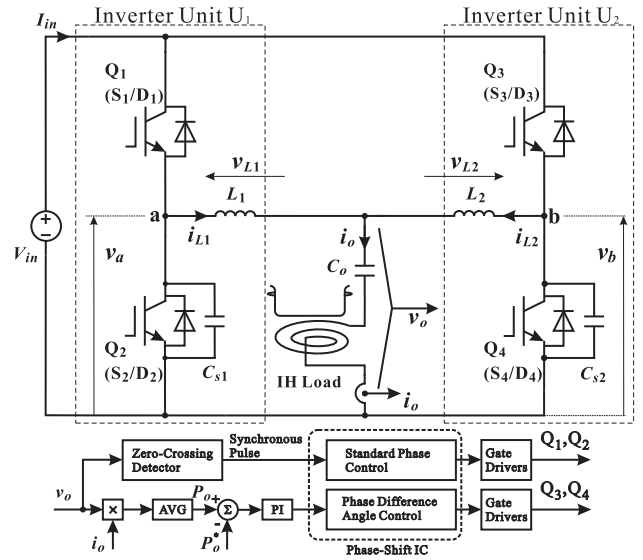 Inverter Unit U1
Inverter Unit U2
Iin
Q1
(S1/D1)
Q3
(S3/D3)
vL1
vL2
L1
L2
a
b
iL1
io
iL2
Vin
va
Co
vo
vb
Q2
(S2/D2)
Cs1
IH Load
Q4
(S4/D4)
Cs2
io
Zero-Crossing
Detector
Synchronous
Pulse
Standard Phase
Control
Gate
Drivers
Q1,Q2
vo
×
AVG
Po+
Σ
-
PI
Phase Difference
Angle Control
Gate
Drivers
Q3,Q4
io
Po*
Phase-Shift IC